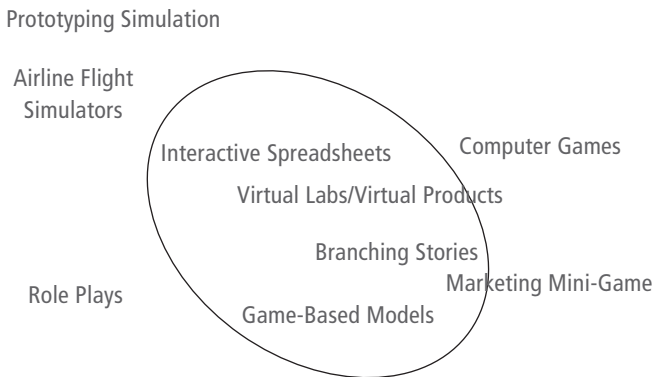 Prototyping Simulation
Airline Flight
Simulators
Interactive Spreadsheets
Computer Games
Virtual Labs/Virtual Products
Branching Stories
Marketing Mini-Game
Role Plays
Game-Based Models